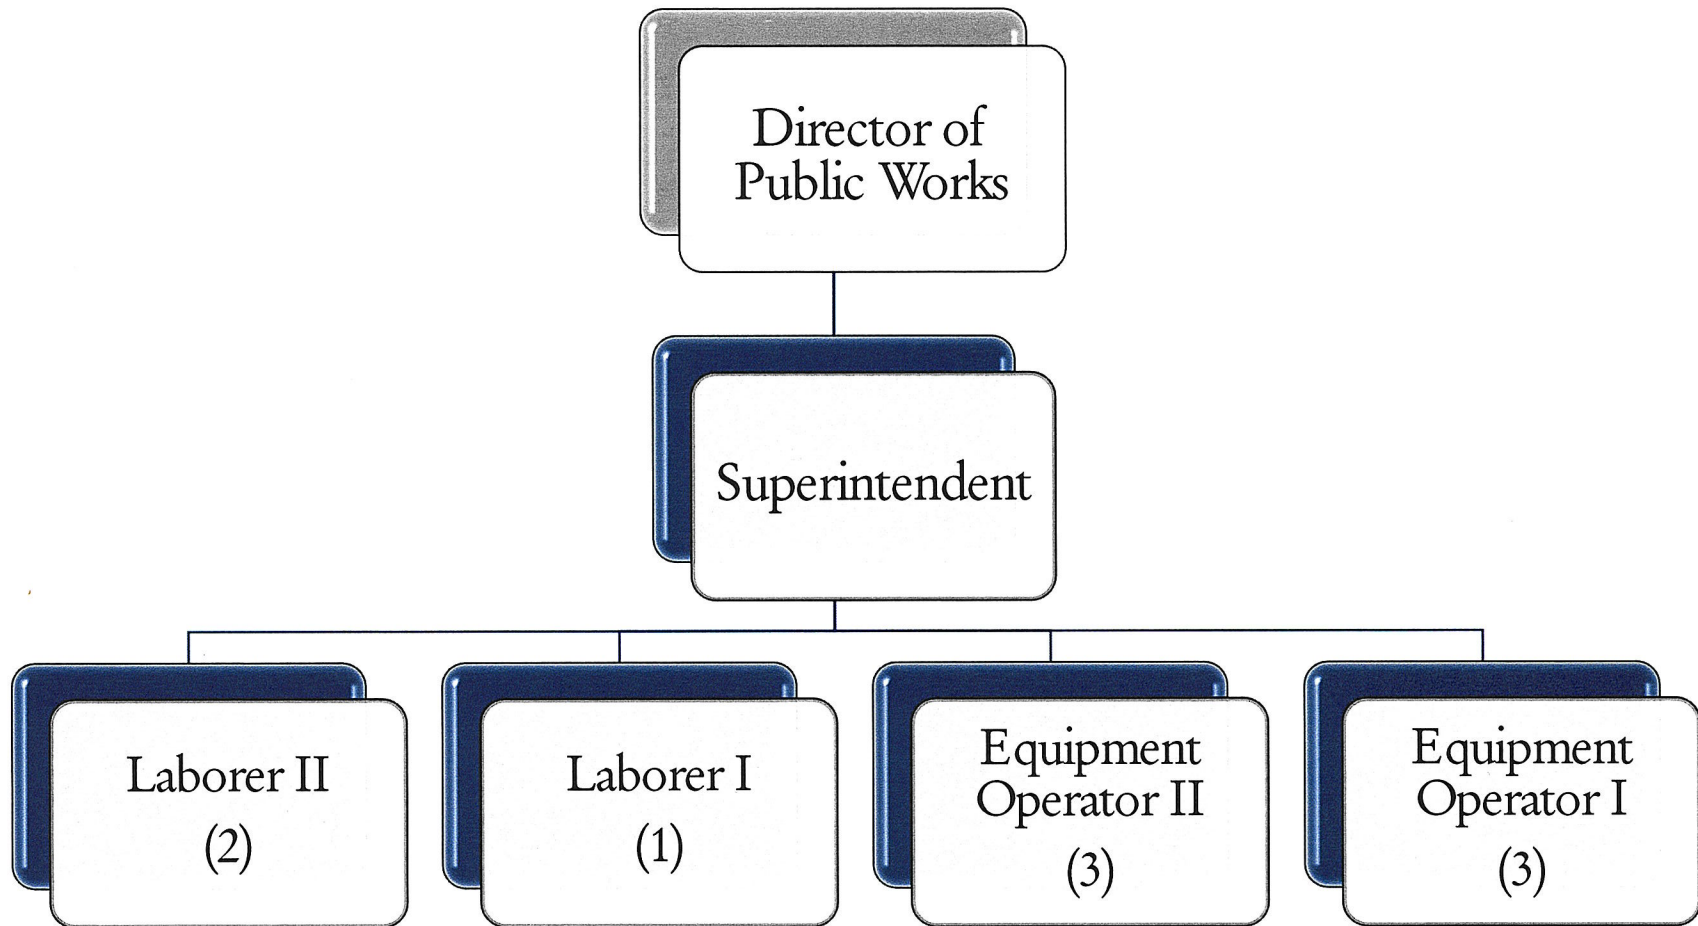 Director of
Public Works
Superintendent
Laborer II
(2)
Laborer I
(1)
Equipment
Operator II
(3)
Equipment
Operator I
(3)